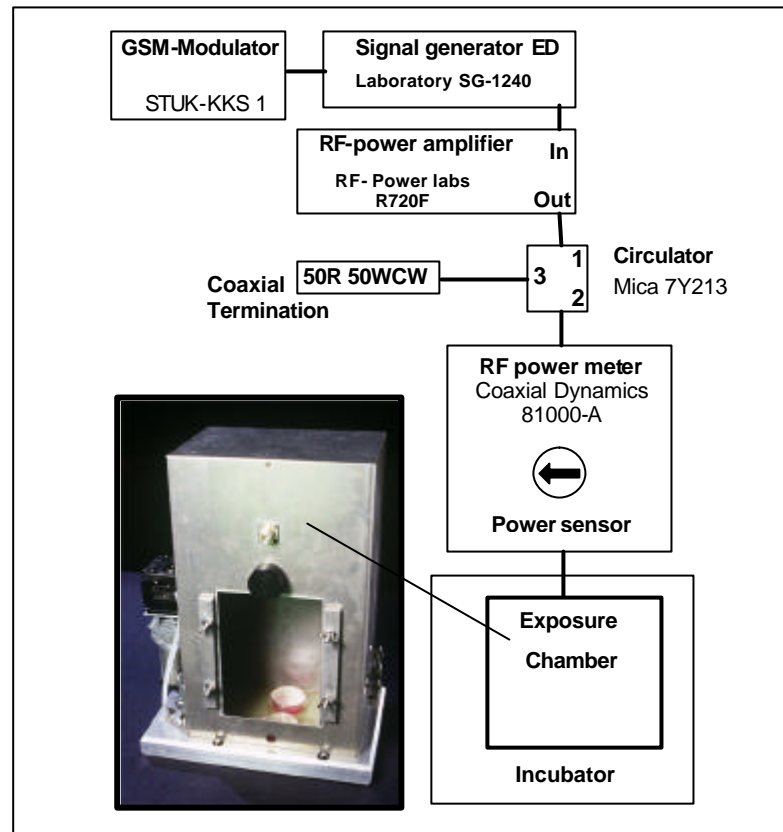 GSM-Modulator
STUK-KKS 1
Signal generator ED
Laboratory SG-1240
RF-power amplifier
In
RF- Power labs
R720F
Out
1
3
2
Circulator
Mica 7Y213
50R 50WCW
Coaxial
Termination
RF power meter
Coaxial Dynamics
81000-A
Power sensor
Exposure
Chamber
Incubator